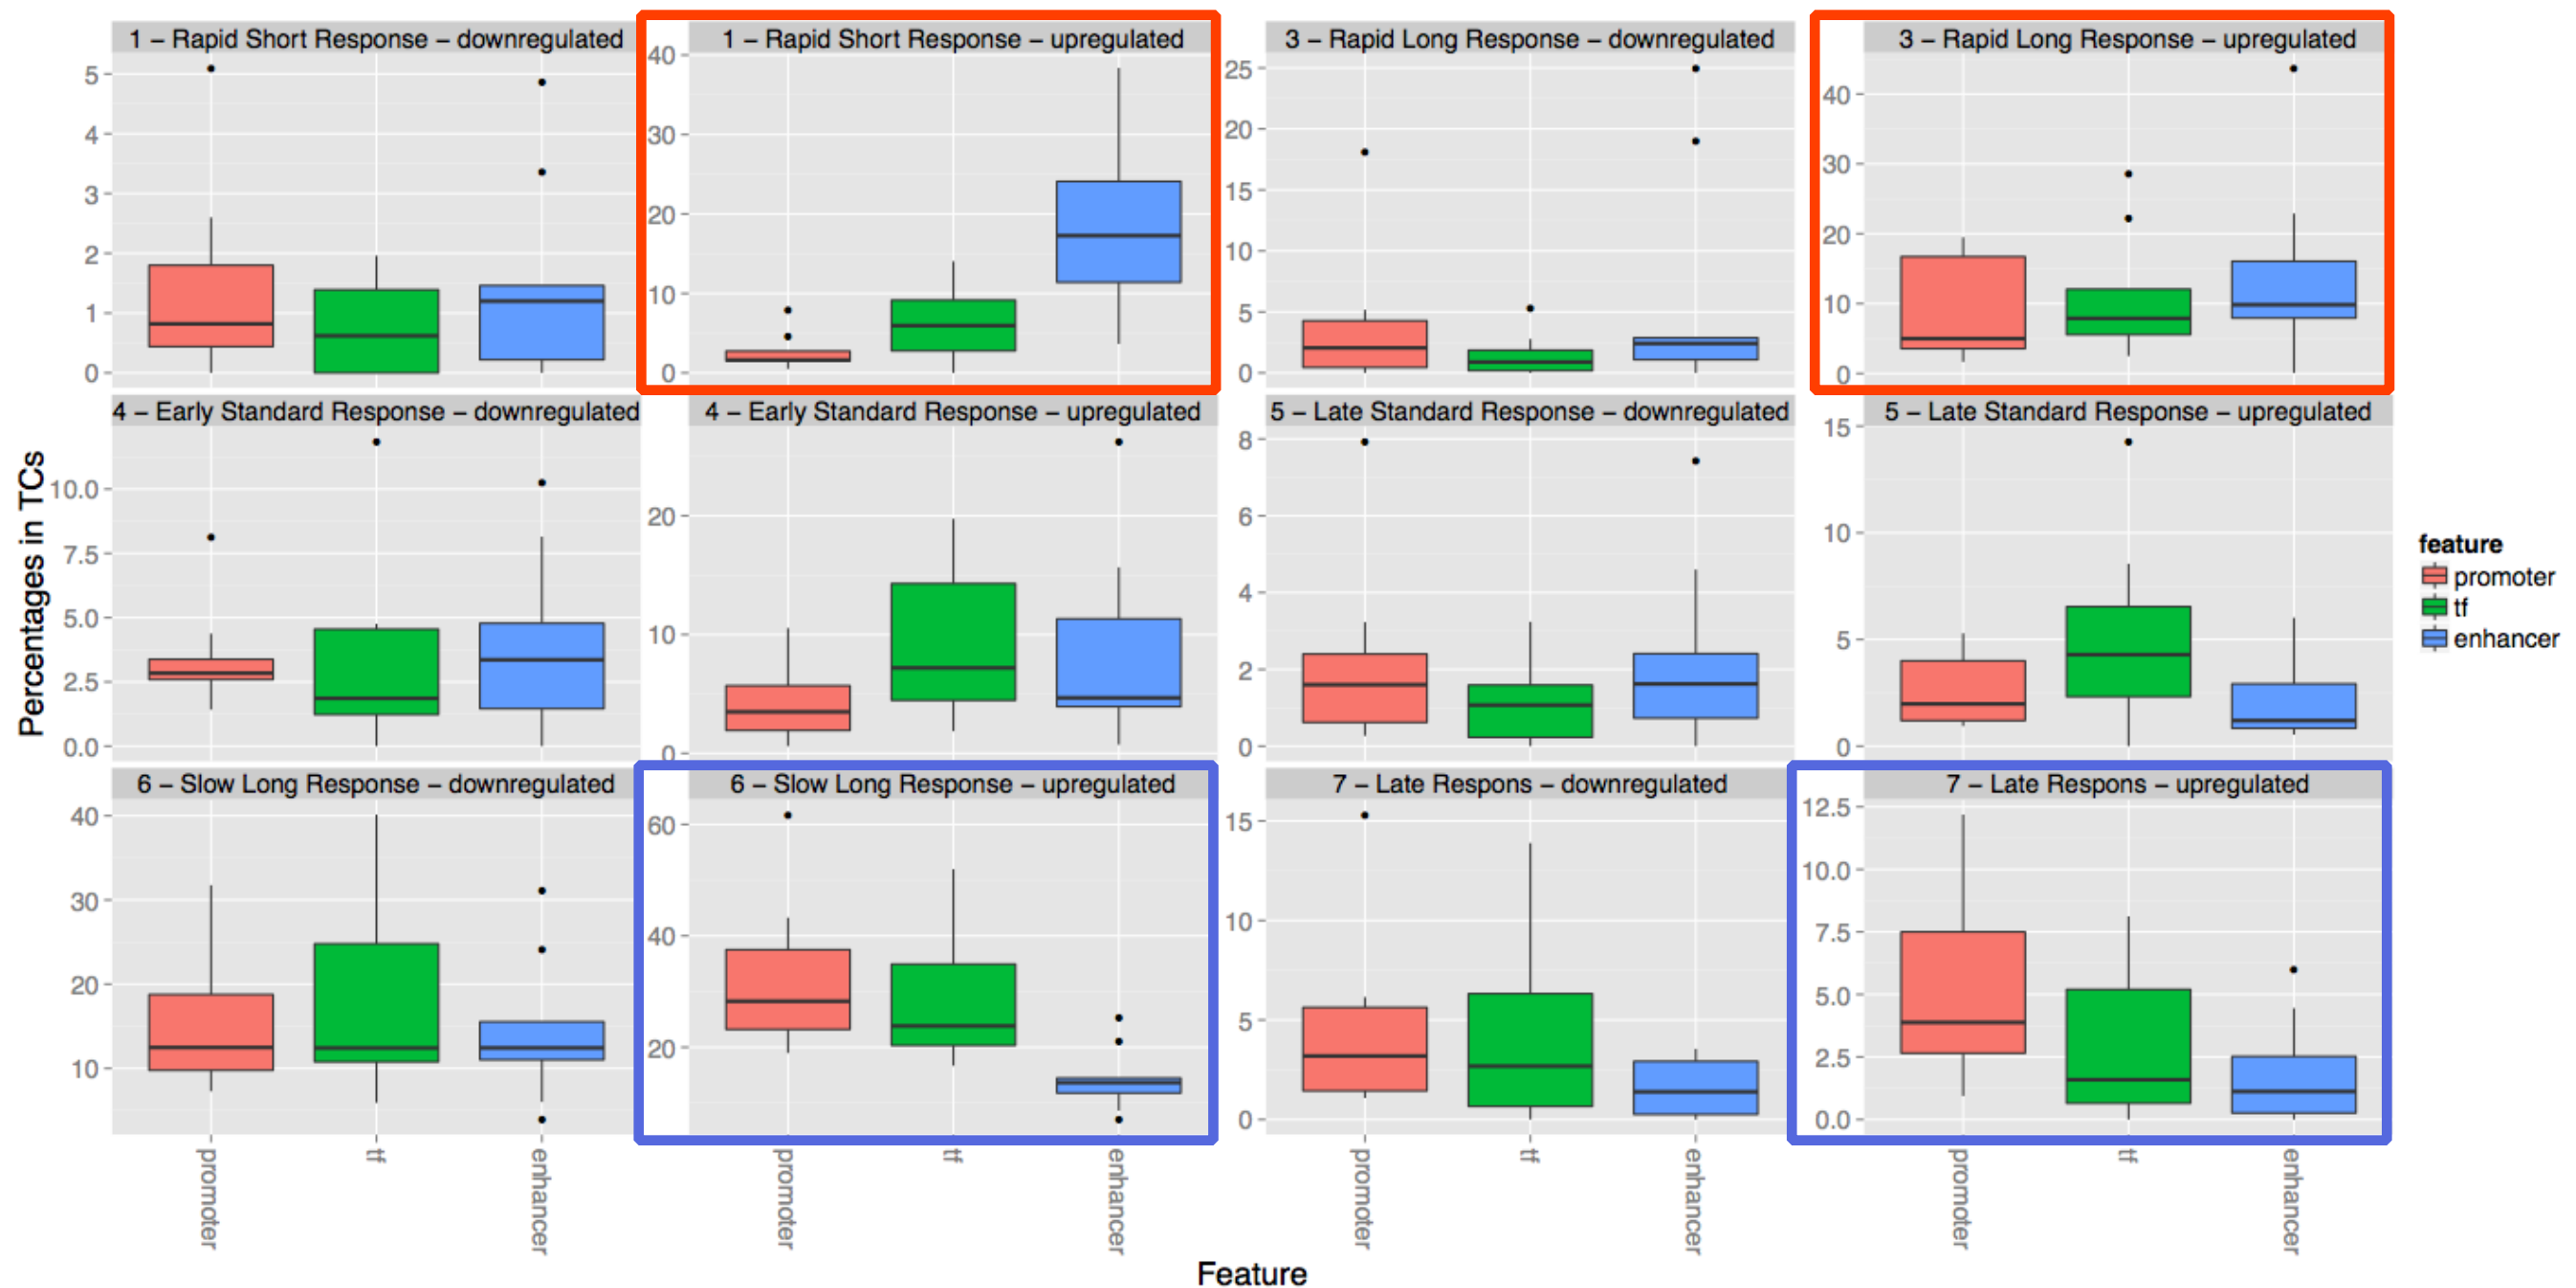 1 – Rapid Short Response – downregulated
1 – Rapid Short Response – upregulated
3 – Rapid Long Response – downregulated
3 – Rapid Long Response – upregulated
5
4
3
2
1
0
40
30
20
10
0
25
20
15
10
5
0
40
30
20
10
0
4 – Early Standard Response – downregulated
4 – Early Standard Response – upregulated
5 – Late Standard Response – downregulated
5 – Late Standard Response – upregulated
Percentages in TCs
10.0
7.5
5.0
2.5
0.0
20
10
0
8
6
4
2
0
15
10
5
0
feature
promoter
tf
enhancer
6 – Slow Long Response – downregulated
6 – Slow Long Response – upregulated
7 – Late Respons – downregulated
7 – Late Respons – upregulated
40
30
20
10
60
40
20
15
10
5
0
12.5
10.0
7.5
5.0
2.5
0.0
promoter
tf
enhancer
promoter
tf
enhancer
promoter
tf
enhancer
promoter
tf
enhancer
Feature